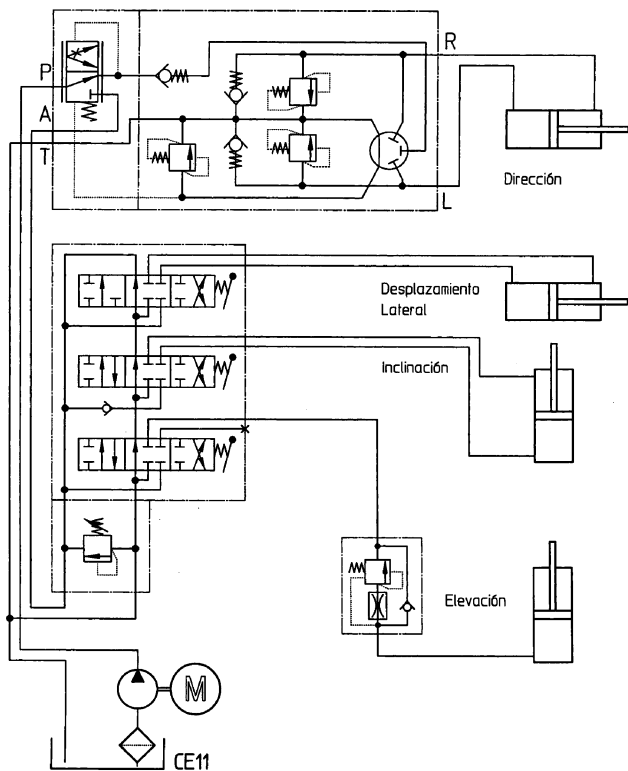 P
R
A
T
L
Dirección
Desplazamiento
Lateral
Inclinación
Elevación
M
CE11